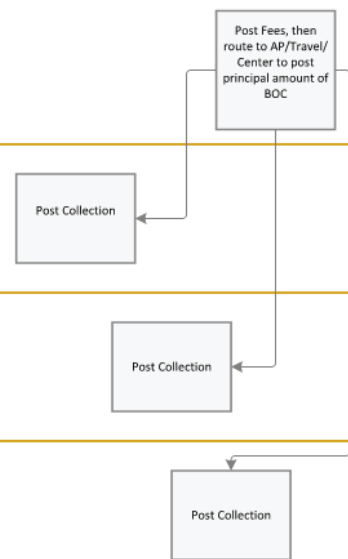 Post Fees, then
route to AP/Travel/
Center to post
principal amount of
BOC
Post Collection
Post Collection
Post Collection